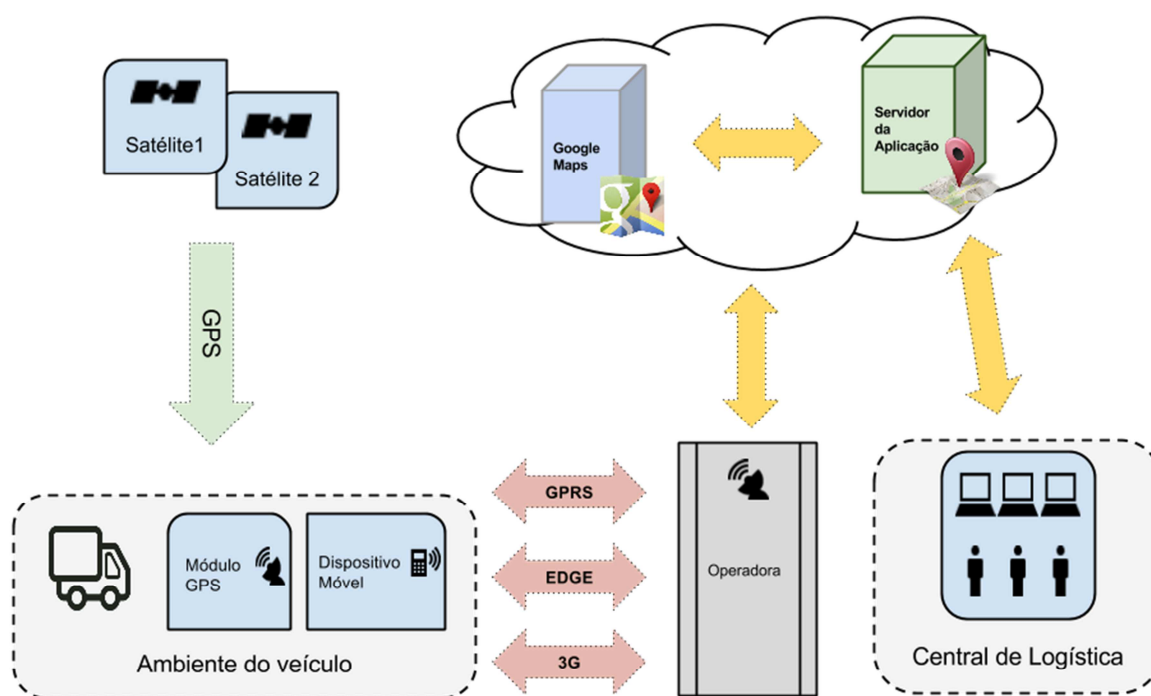 Satélite1
Satélite 2
Google
Maps
Servidor
da
Aplicação
GPS
GPRS
EDGE
3G
Módulo
GPS
Dispositivo
Móvel
Ambiente do veículo
Operadora
Central de Logística